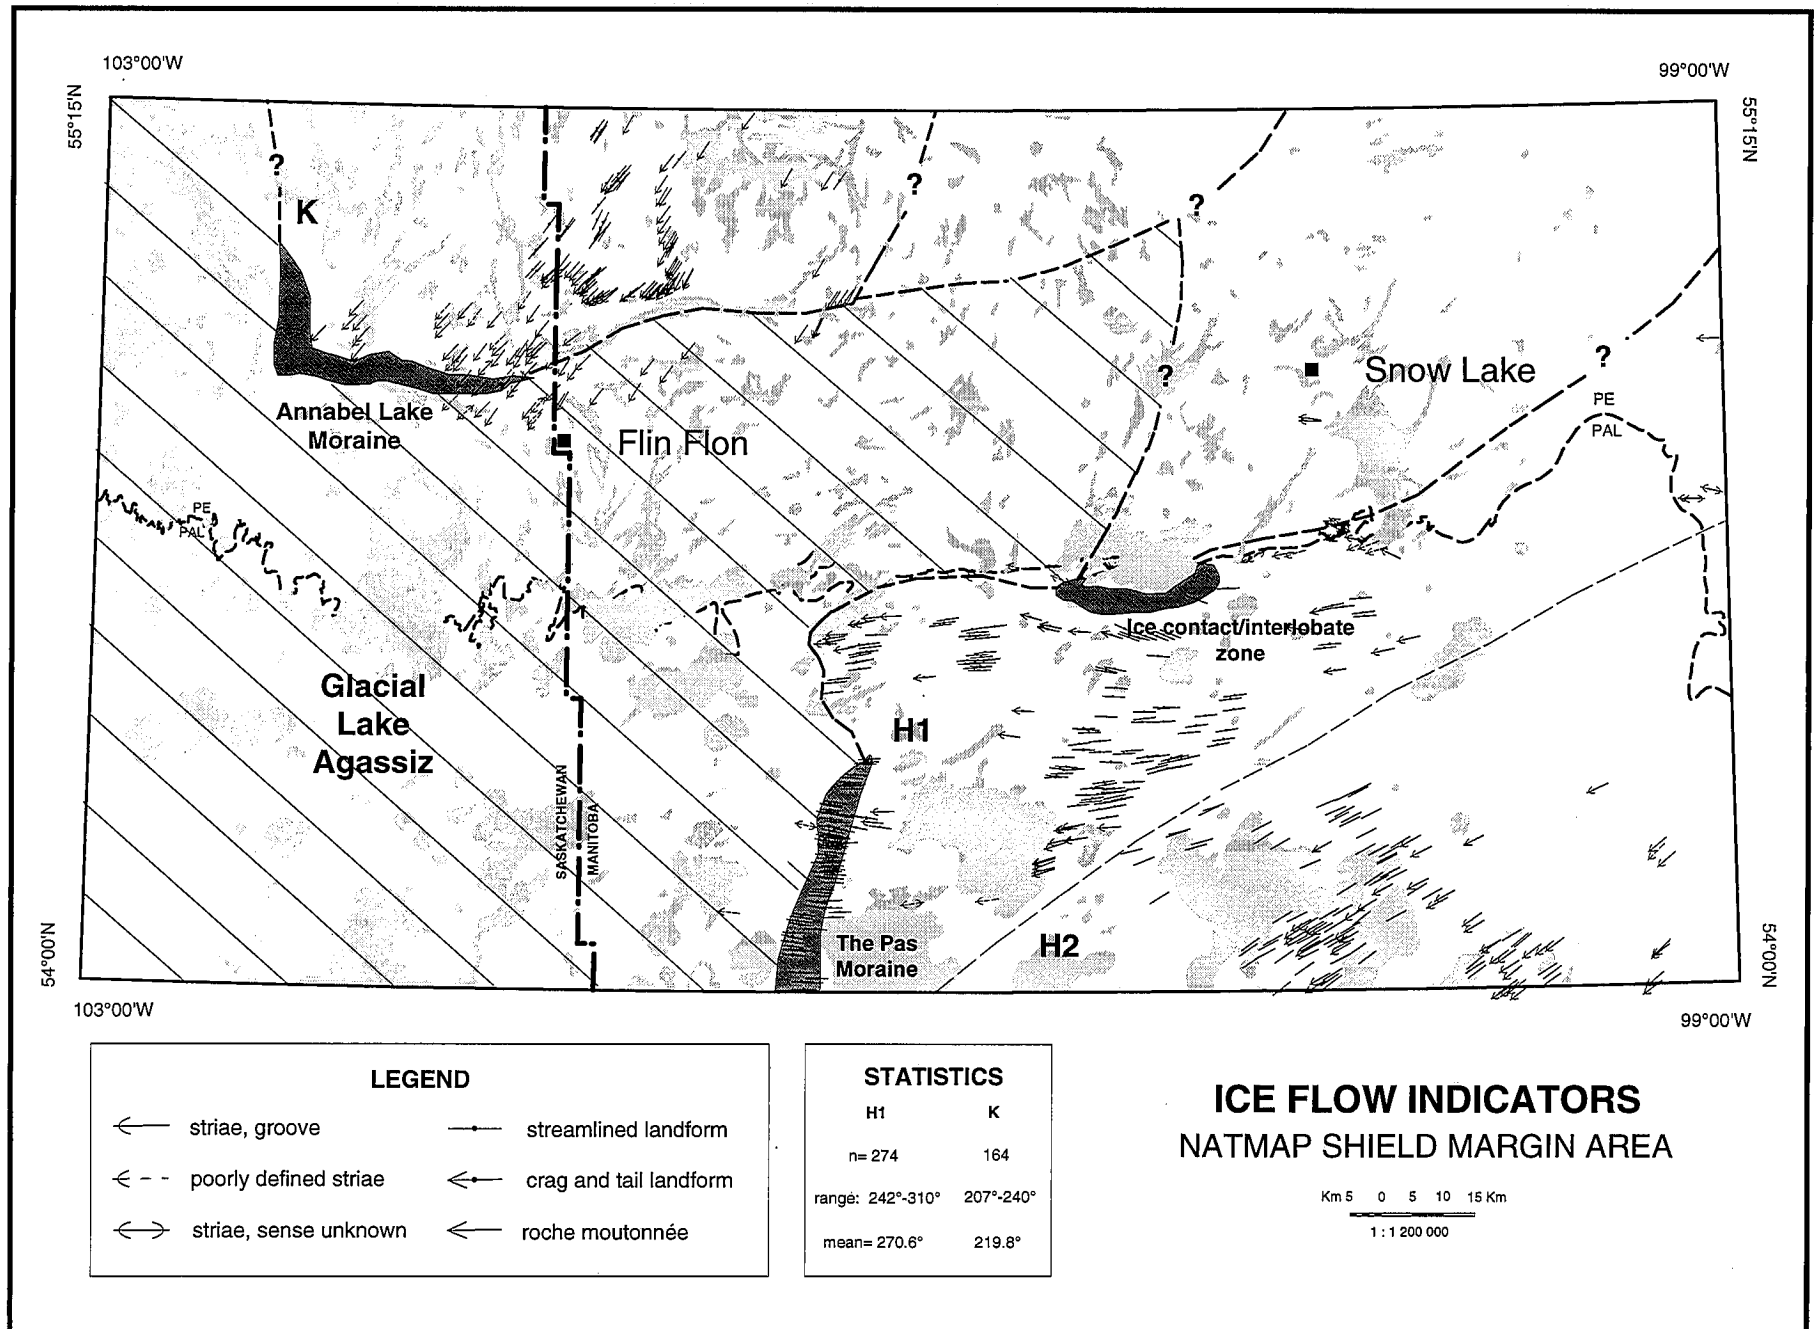 103°00'W
99°00'W
55°15'N
55°15'N
?
K
?
?
?
?
Snow Lake
PE
PAL
Annabel Lake
Moraine
Flin Flon
PE
PAL
Ice contact/interlobate
zone
Glacial
Lake
Agassiz
H1
SASKATCHEWAN
MANITOBA
The Pas
Moraine
H2
54°00'N
54°00'N
103°00'W
99°00'W
LEGEND
striae, groove
poorly defined striae
striae, sense unknown
streamlined landform
crag and tail landform
roche moutonnée
STATISTICS
H1 K
n= 274 164
range: 242°-310° 207°-240°
mean= 270.6° 219.8°
ICE FLOW INDICATORS
NATMAP SHIELD MARGIN AREA
Km 5 0 5 10 15 Km
1 : 1 200 000